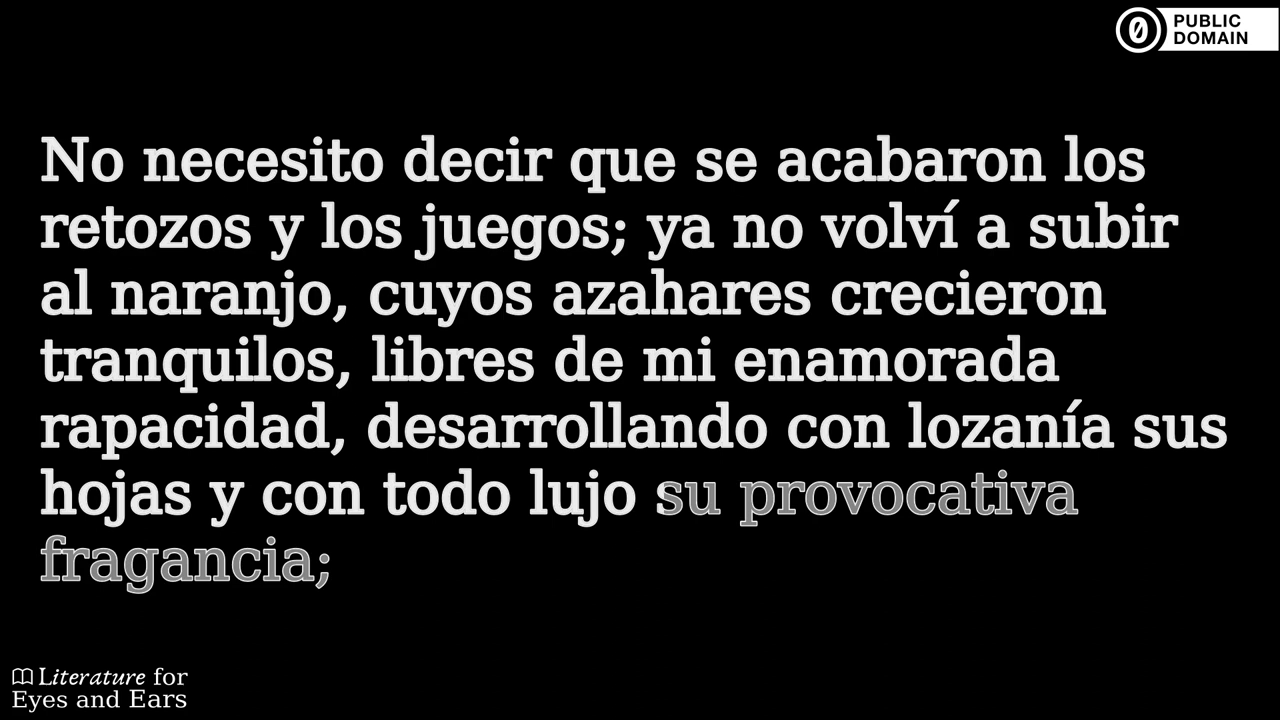 PUBLIC
DOMAIN
No necesito decir que se acabaron los
retozos y los juegos; ya no volví a subir
al naranjo, cuyos azahares crecieron
tranquilos, libres de mi enamorada
rapacidad, desarrollando con lozanía sus
hojas y con todo lujo su provocativa
fragancia;
Literature for
Eyes and Ears